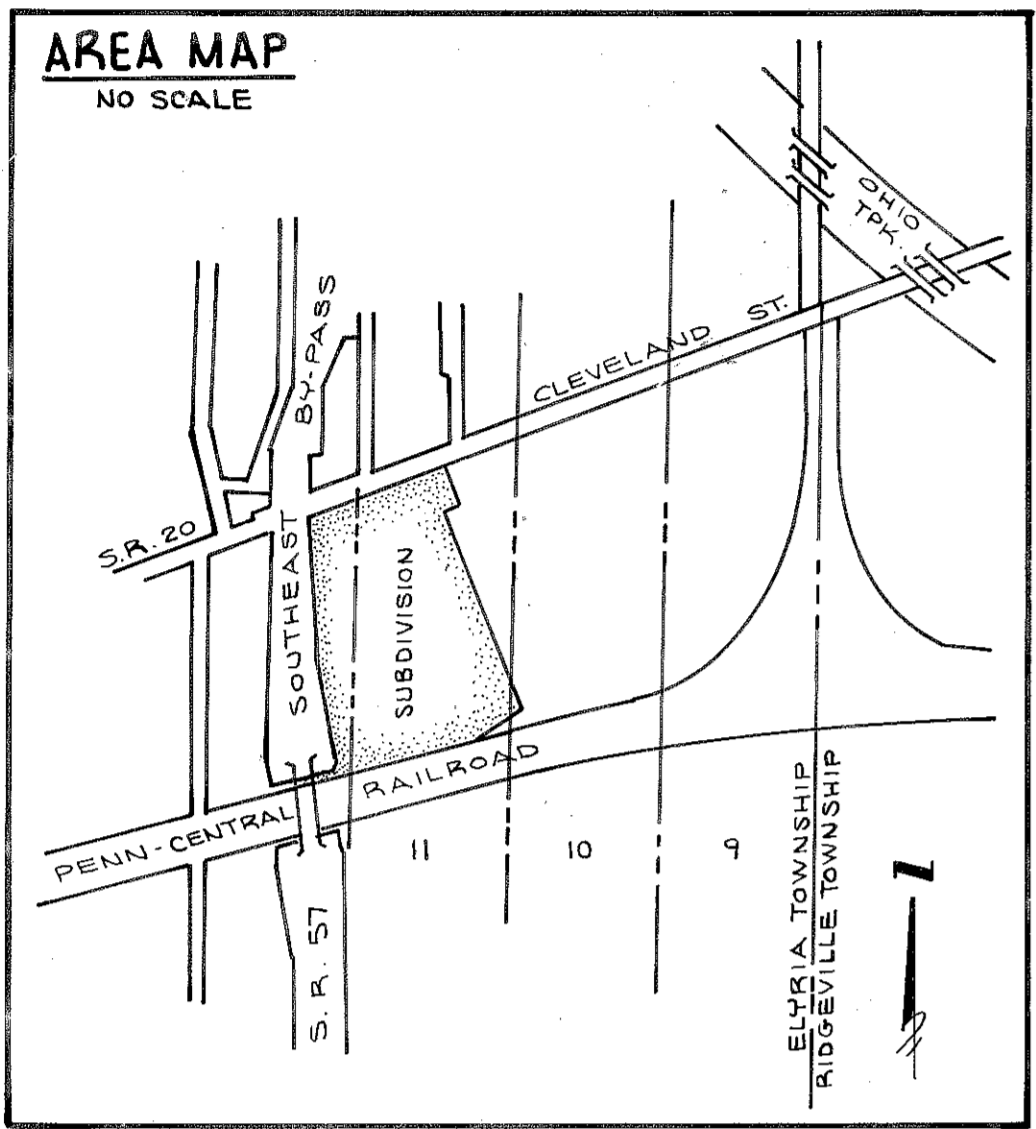 AREA MAP
NO SCALE
OHIO
TPK.
BY-PASS
CLEVELAND ST.
S.R. 20
SOUTHEAST
SUBDIVISION
PENN-CENTRAL RAILROAD
11
10
9
S.R. 57
ELYRIA TOWNSHIP
RIDGEVILLE TOWNSHIP
N